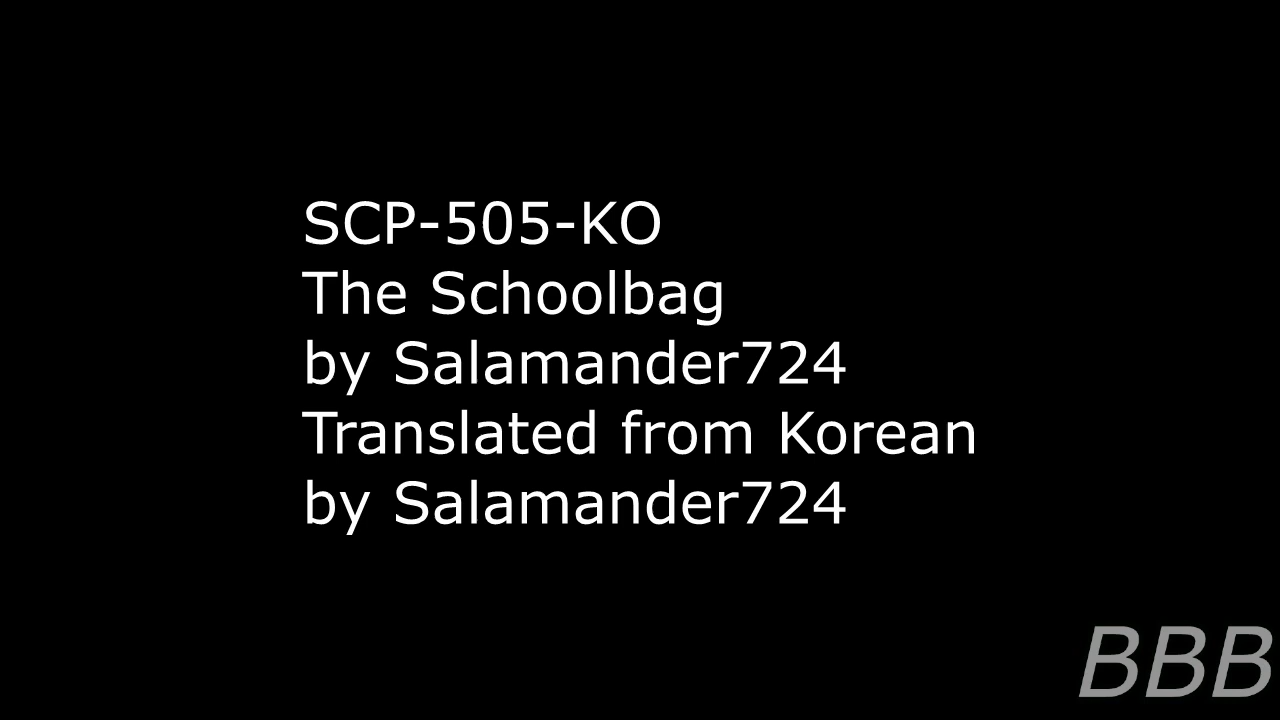 SCP-505-KO
The Schoolbag
by Salamander724
Translated from Korean
by Salamander724
BBB